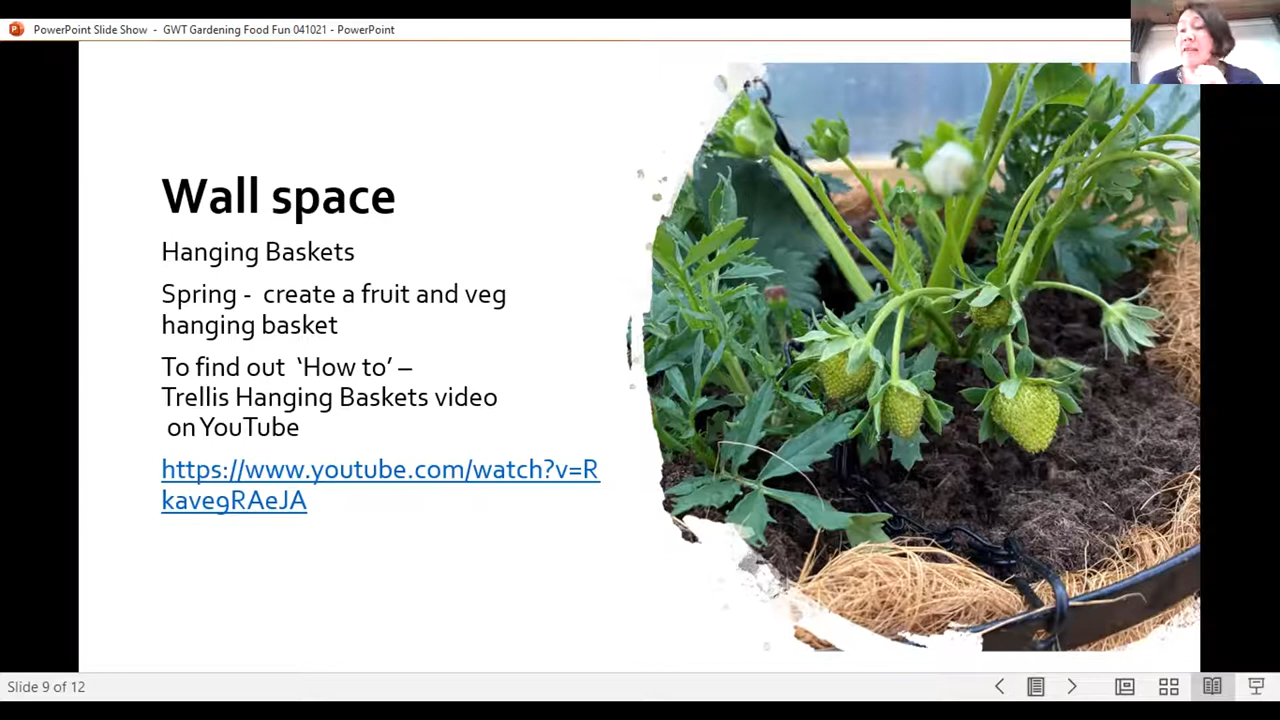 PowerPoint Slide Show - GWT Gardening Food Fun 041021 - PowerPoint
Wall space
Hanging Baskets
Spring - create a fruit and veg
hanging basket
To find out ‘How to’ –
Trellis Hanging Baskets video
on YouTube
https://www.youtube.com/watch?v=R
kave9RAeJA
Slide 9 of 12